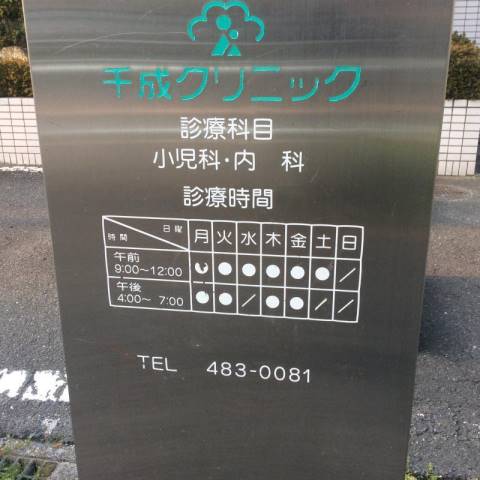 千成クリニック
診療科目
小児科・内 科
診療時間
時間 日曜 月 火 水 木 金 土 日
午前 9:00~12:00 ● ● ● ● ● ● /
午後 4:00~ 7:00 ● ● / ● ● / /
TEL 483-0081